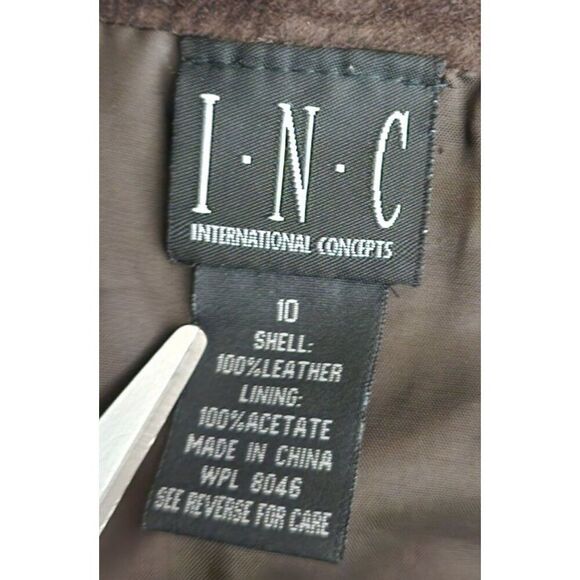 I·N·C
INTERNATIONAL CONCEPTS
10
SHELL:
100%LEATHER
LINING:
100%ACETATE
MADE IN CHINA
WPL 8046
SEE REVERSE FOR CARE